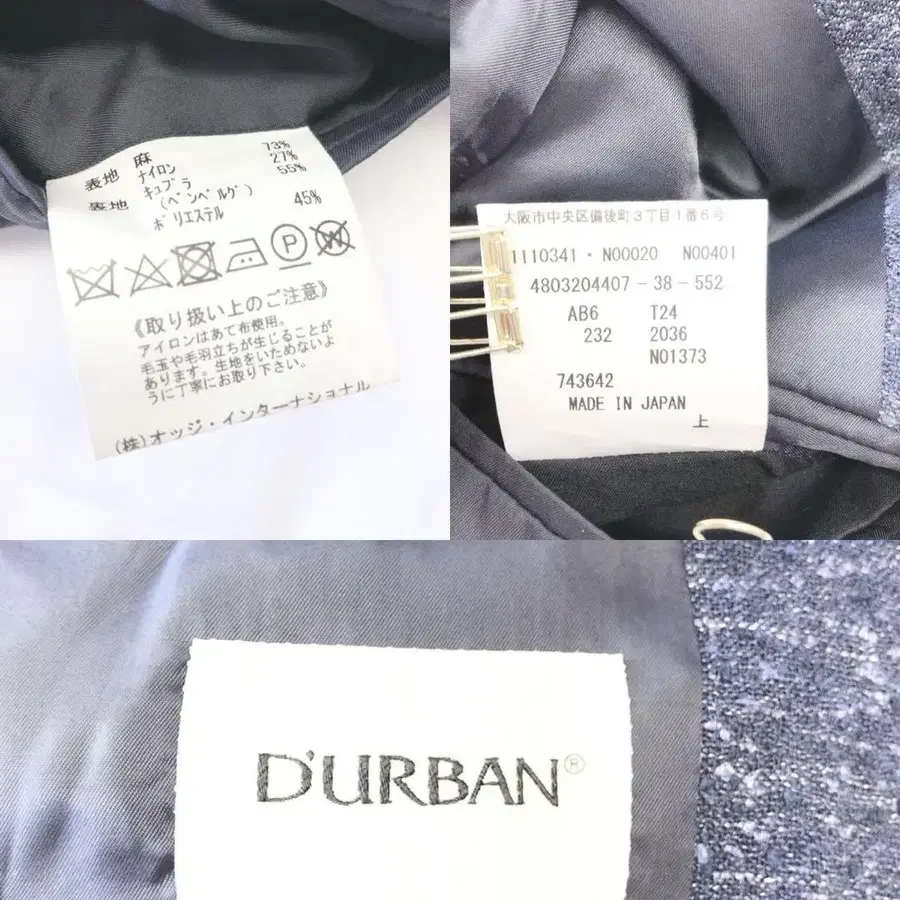 表地 麻 73%
ナイロン 27%
裏地 キュプラ 55%
(ベンベルグ)
ポリエステル 45%
P
W
《取り扱い上のご注意》
アイロンはあて布使用。
毛玉や毛羽立ちが生じることが
あります。生地をいためないよ
うに丁寧にお取り下さい。
(株)オッジ・インターナショナル
大阪市中央区備後町3丁目1番6号
1110341・N00020 N00401
4803204407-38-552
AB6 T24
232 2036
N01373
743642
MADE IN JAPAN
上
D'URBAN®